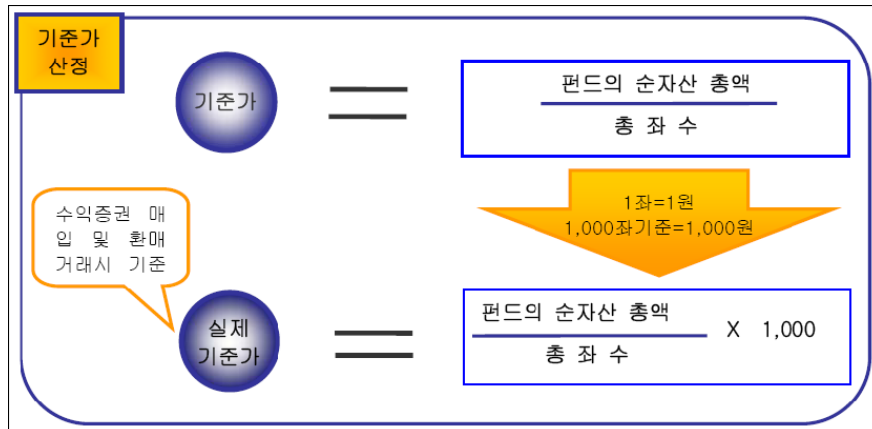 기준가
산정
기준가
펀드의 순자산 총액
총 좌 수
1좌=1원
1,000좌기준=1,000원
수익증권 매
입 및 환매
거래시 기준
실제
기준가
펀드의 순자산 총액
X 1,000
총 좌 수